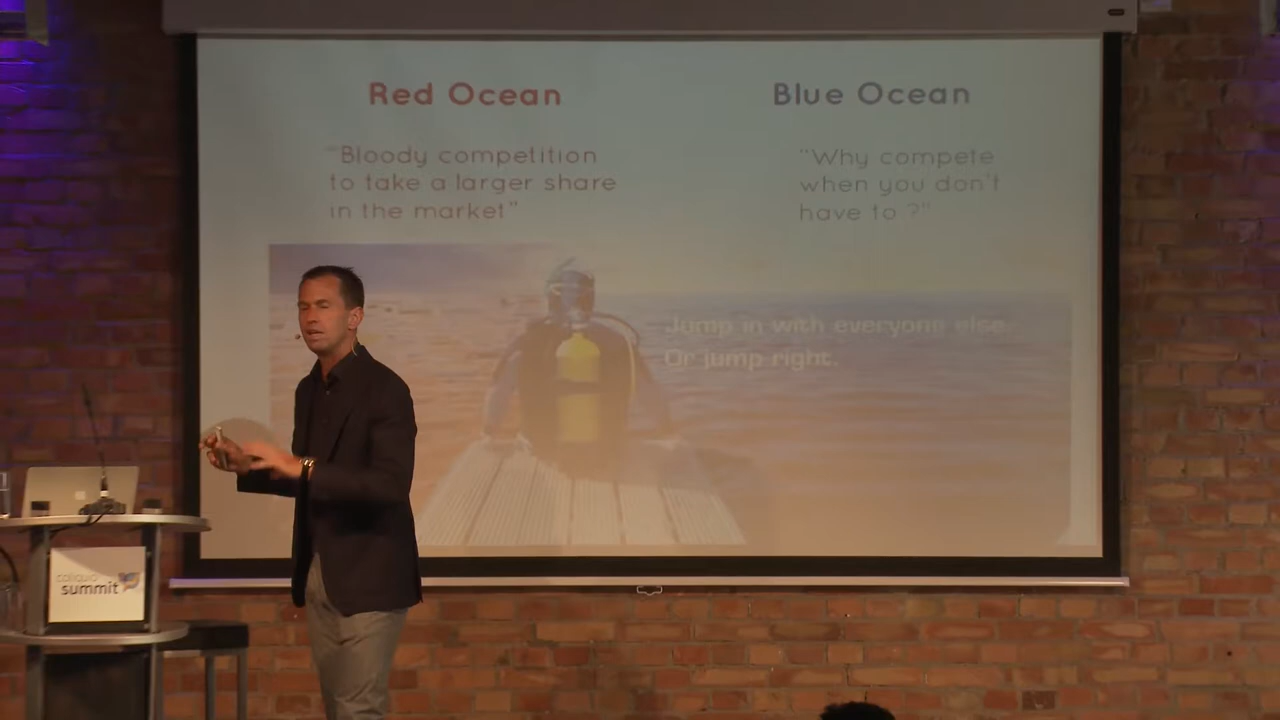 Red Ocean
Blue Ocean
"Bloody competition
to take a larger share
in the market"
"Why compete
when you don't
have to ?"
Jump in with everyone else.
Or jump right.
coliquio
summit